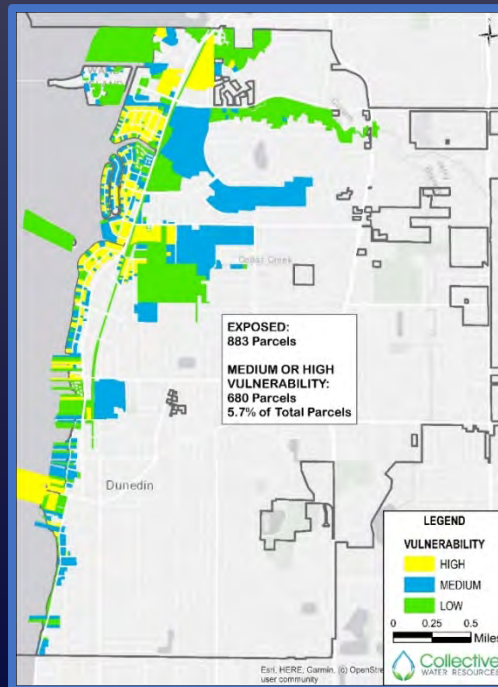 Cedar Creek
EXPOSED:
883 Parcels
MEDIUM OR HIGH
VULNERABILITY:
680 Parcels
5.7% of Total Parcels
Dunedin
LEGEND
VULNERABILITY
HIGH
MEDIUM
LOW
0 0.25 0.5
Miles
Esri, HERE, Garmin, (c) OpenStre
user community
Collective
WATER RESOURCES